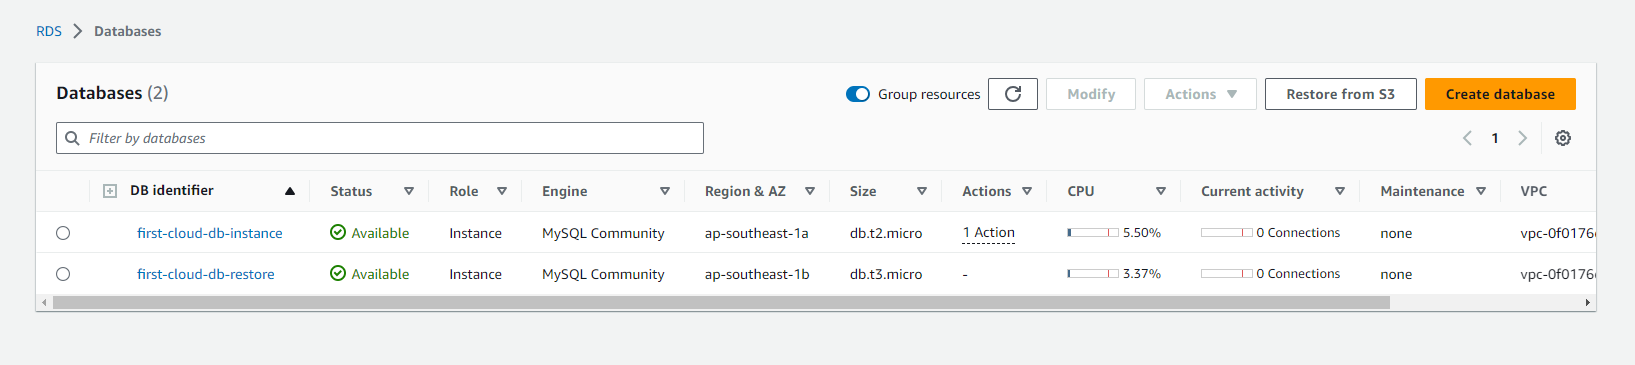 RDS > Databases
Databases (2) Group resources Modify Actions Restore from S3 Create database
Filter by databases 1
DB identifier Status Role Engine Region & AZ Size Actions CPU Current activity Maintenance VPC
first-cloud-db-instance Available Instance MySQL Community ap-southeast-1a db.t2.micro 1 Action 5.50% 0 Connections none vpc-0f0176
first-cloud-db-restore Available Instance MySQL Community ap-southeast-1b db.t3.micro - 3.37% 0 Connections none vpc-0f0176